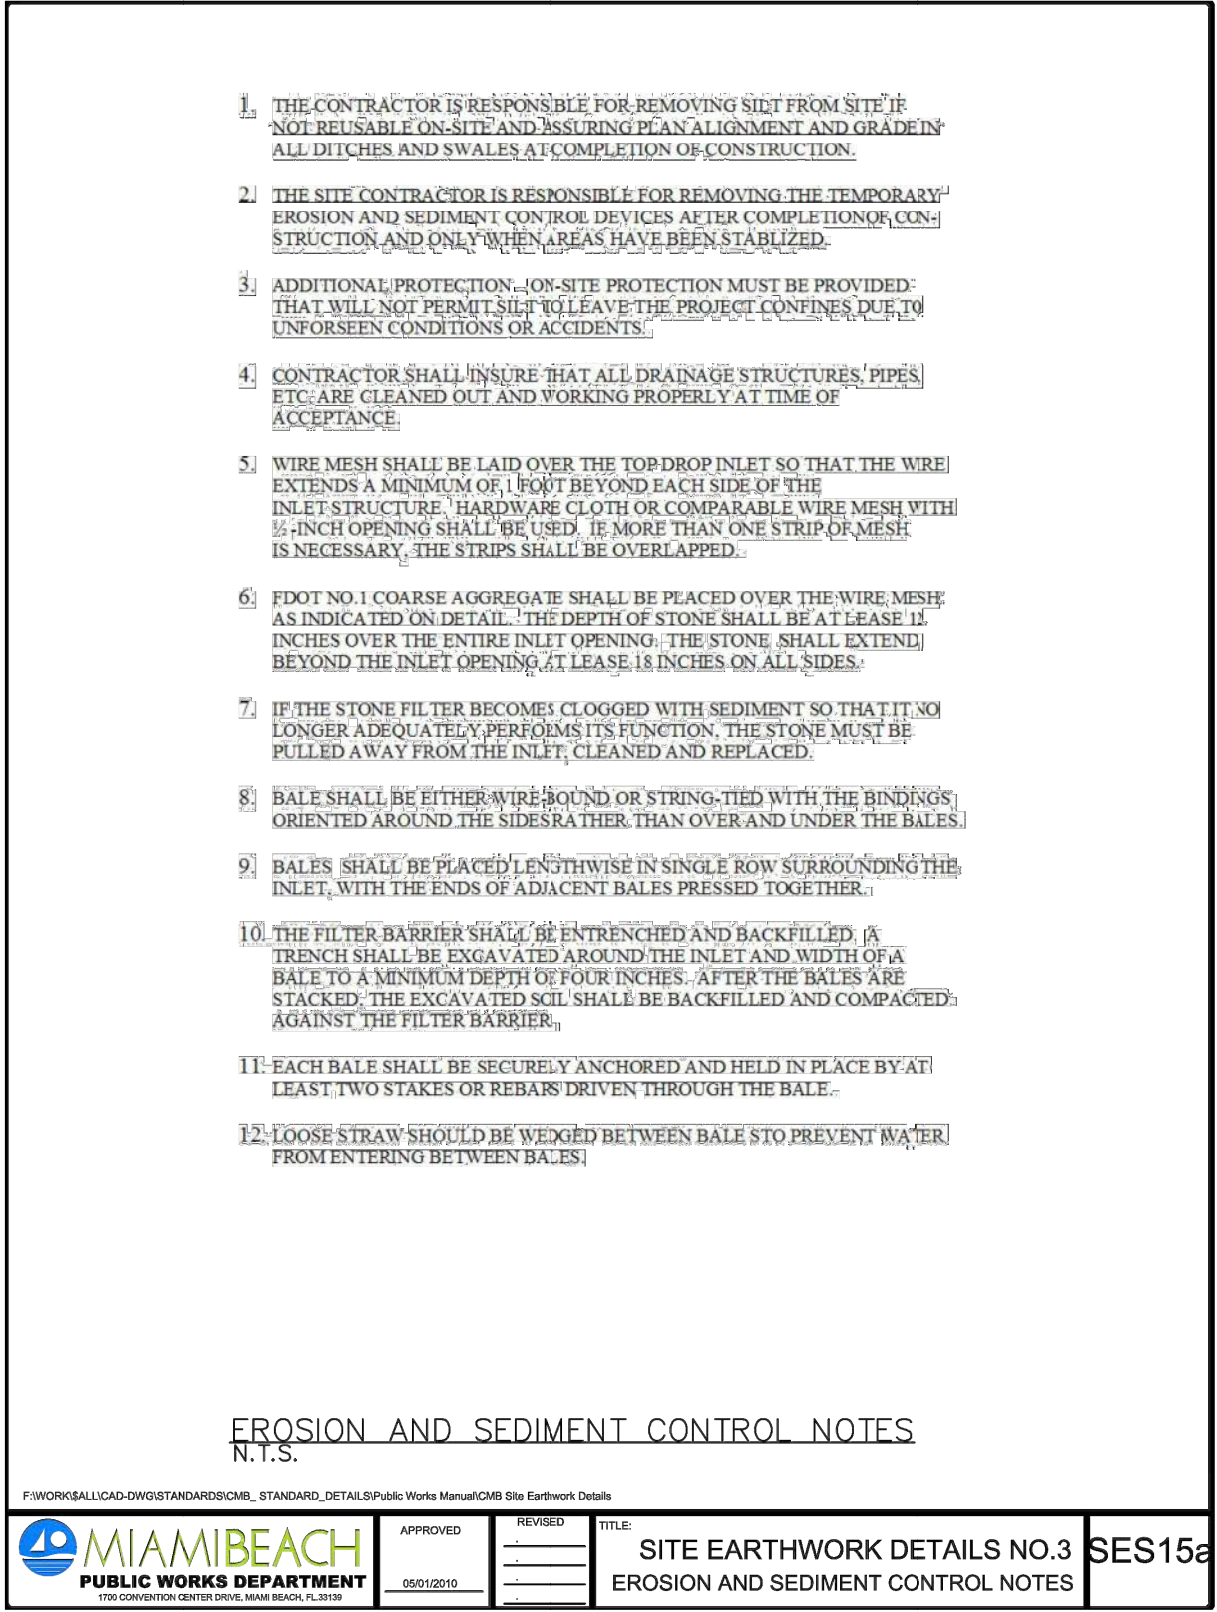 1. THE CONTRACTOR IS RESPONSIBLE FOR REMOVING SILT FROM SITE IF
NOT REUSABLE ON-SITE AND ASSURING PLAN ALIGNMENT AND GRADE IN
ALL DITCHES AND SWALES AT COMPLETION OF CONSTRUCTION.
2. THE SITE CONTRACTOR IS RESPONSIBLE FOR REMOVING THE TEMPORARY
EROSION AND SEDIMENT CONTROL DEVICES AFTER COMPLETIONOF CON-
STRUCTION AND ONLY WHEN AREAS HAVE BEEN STABLIZED.
3. ADDITIONAL PROTECTION - ON-SITE PROTECTION MUST BE PROVIDED
THAT WILL NOT PERMIT SILT TO LEAVE THE PROJECT CONFINES DUE TO
UNFORSEEN CONDITIONS OR ACCIDENTS.
4. CONTRACTOR SHALL INSURE THAT ALL DRAINAGE STRUCTURES, PIPES,
ETC. ARE CLEANED OUT AND WORKING PROPERLY AT TIME OF
ACCEPTANCE.
5. WIRE MESH SHALL BE LAID OVER THE TOP DROP INLET SO THAT THE WIRE
EXTENDS A MINIMUM OF 1 FOOT BEYOND EACH SIDE OF THE
INLET STRUCTURE. HARDWARE CLOTH OR COMPARABLE WIRE MESH WITH
½-INCH OPENING SHALL BE USED. IF MORE THAN ONE STRIP OF MESH
IS NECESSARY, THE STRIPS SHALL BE OVERLAPPED.
6. FDOT NO.1 COARSE AGGREGATE SHALL BE PLACED OVER THE WIRE MESH
AS INDICATED ON DETAIL. THE DEPTH OF STONE SHALL BE AT LEASE 12
INCHES OVER THE ENTIRE INLET OPENING. THE STONE SHALL EXTEND
BEYOND THE INLET OPENING AT LEASE 18 INCHES ON ALL SIDES.
7. IF THE STONE FILTER BECOMES CLOGGED WITH SEDIMENT SO THAT IT NO
LONGER ADEQUATELY PERFORMS ITS FUNCTION, THE STONE MUST BE
PULLED AWAY FROM THE INLET, CLEANED AND REPLACED.
8. BALE SHALL BE EITHER WIRE-BOUND OR STRING-TIED WITH THE BINDINGS
ORIENTED AROUND THE SIDES RATHER THAN OVER AND UNDER THE BALES.
9. BALES SHALL BE PLACED LENGTHWISE IN SINGLE ROW SURROUNDING THE
INLET, WITH THE ENDS OF ADJACENT BALES PRESSED TOGETHER.
10. THE FILTER BARRIER SHALL BE ENTRENCHED AND BACKFILLED. A
TRENCH SHALL BE EXCAVATED AROUND THE INLET AND WIDTH OF A
BALE TO A MINIMUM DEPTH OF FOUR INCHES. AFTER THE BALES ARE
STACKED, THE EXCAVATED SOIL SHALL BE BACKFILLED AND COMPACTED
AGAINST THE FILTER BARRIER.
11. EACH BALE SHALL BE SECURELY ANCHORED AND HELD IN PLACE BY AT
LEAST TWO STAKES OR REBARS DRIVEN THROUGH THE BALE.
12. LOOSE STRAW SHOULD BE WEDGED BETWEEN BALE STO PREVENT WATER
FROM ENTERING BETWEEN BALES.
EROSION AND SEDIMENT CONTROL NOTES
N.T.S.
F:\WORK\$ALL\CAD-DWG\STANDARDS\CMB_ STANDARD_DETAILS\Public Works Manual\CMB Site Earthwork Details
MIAMIBEACH
PUBLIC WORKS DEPARTMENT
1700 CONVENTION CENTER DRIVE, MIAMI BEACH, FL.33139
APPROVED
05/01/2010
REVISED
TITLE:
SITE EARTHWORK DETAILS NO.3
EROSION AND SEDIMENT CONTROL NOTES
SES15a